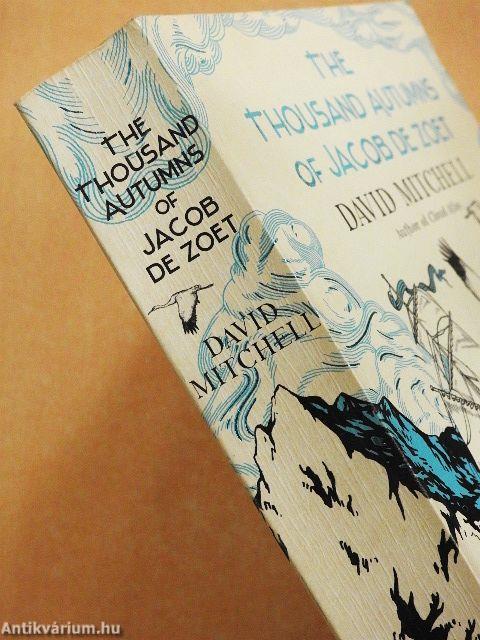 THE
THOUSAND
AUTUMNS
OF
JACOB
DE ZOET
DAVID
MITCHELL
THE
THOUSAND AUTUMNS
OF JACOB DE ZOET
DAVID MITCHELL
Author of Cloud Atlas
Antikvárium.hu